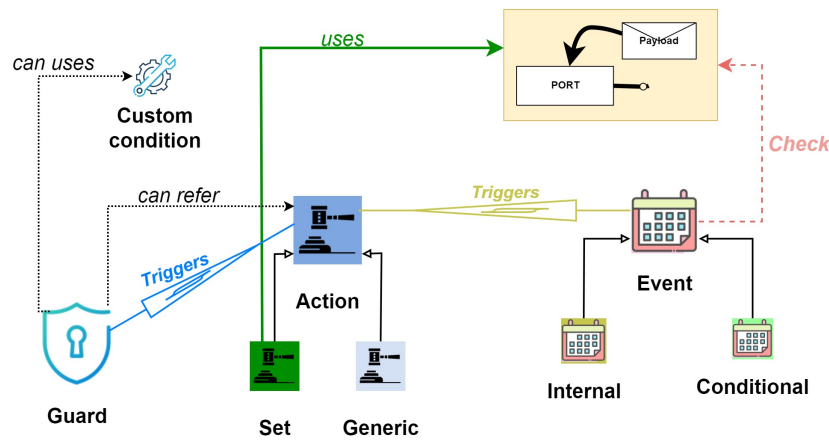 uses
Payload
can uses
PORT
Custom
condition
Check
can refer
Triggers
Triggers
Event
Action
Internal
Conditional
Guard
Set
Generic